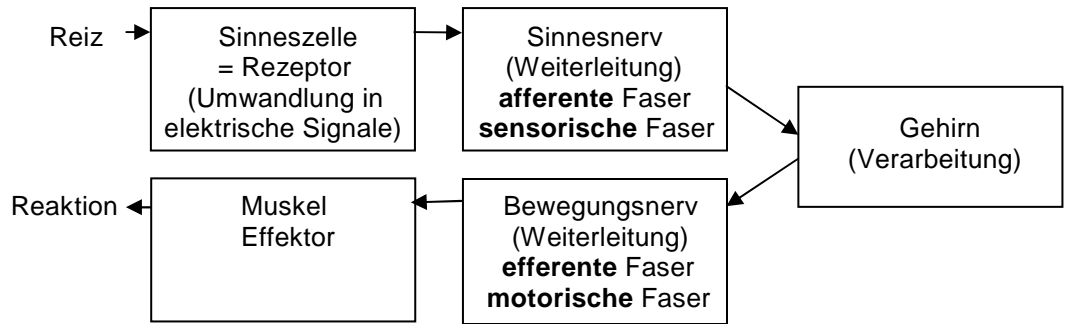 Reiz
Sinneszelle
= Rezeptor
(Umwandlung in
elektrische Signale)
Sinnesnerv
(Weiterleitung)
afferente Faser
sensorische Faser
Gehirn
(Verarbeitung)
Bewegungsnerv
(Weiterleitung)
efferente Faser
motorische Faser
Muskel
Effektor
Reaktion